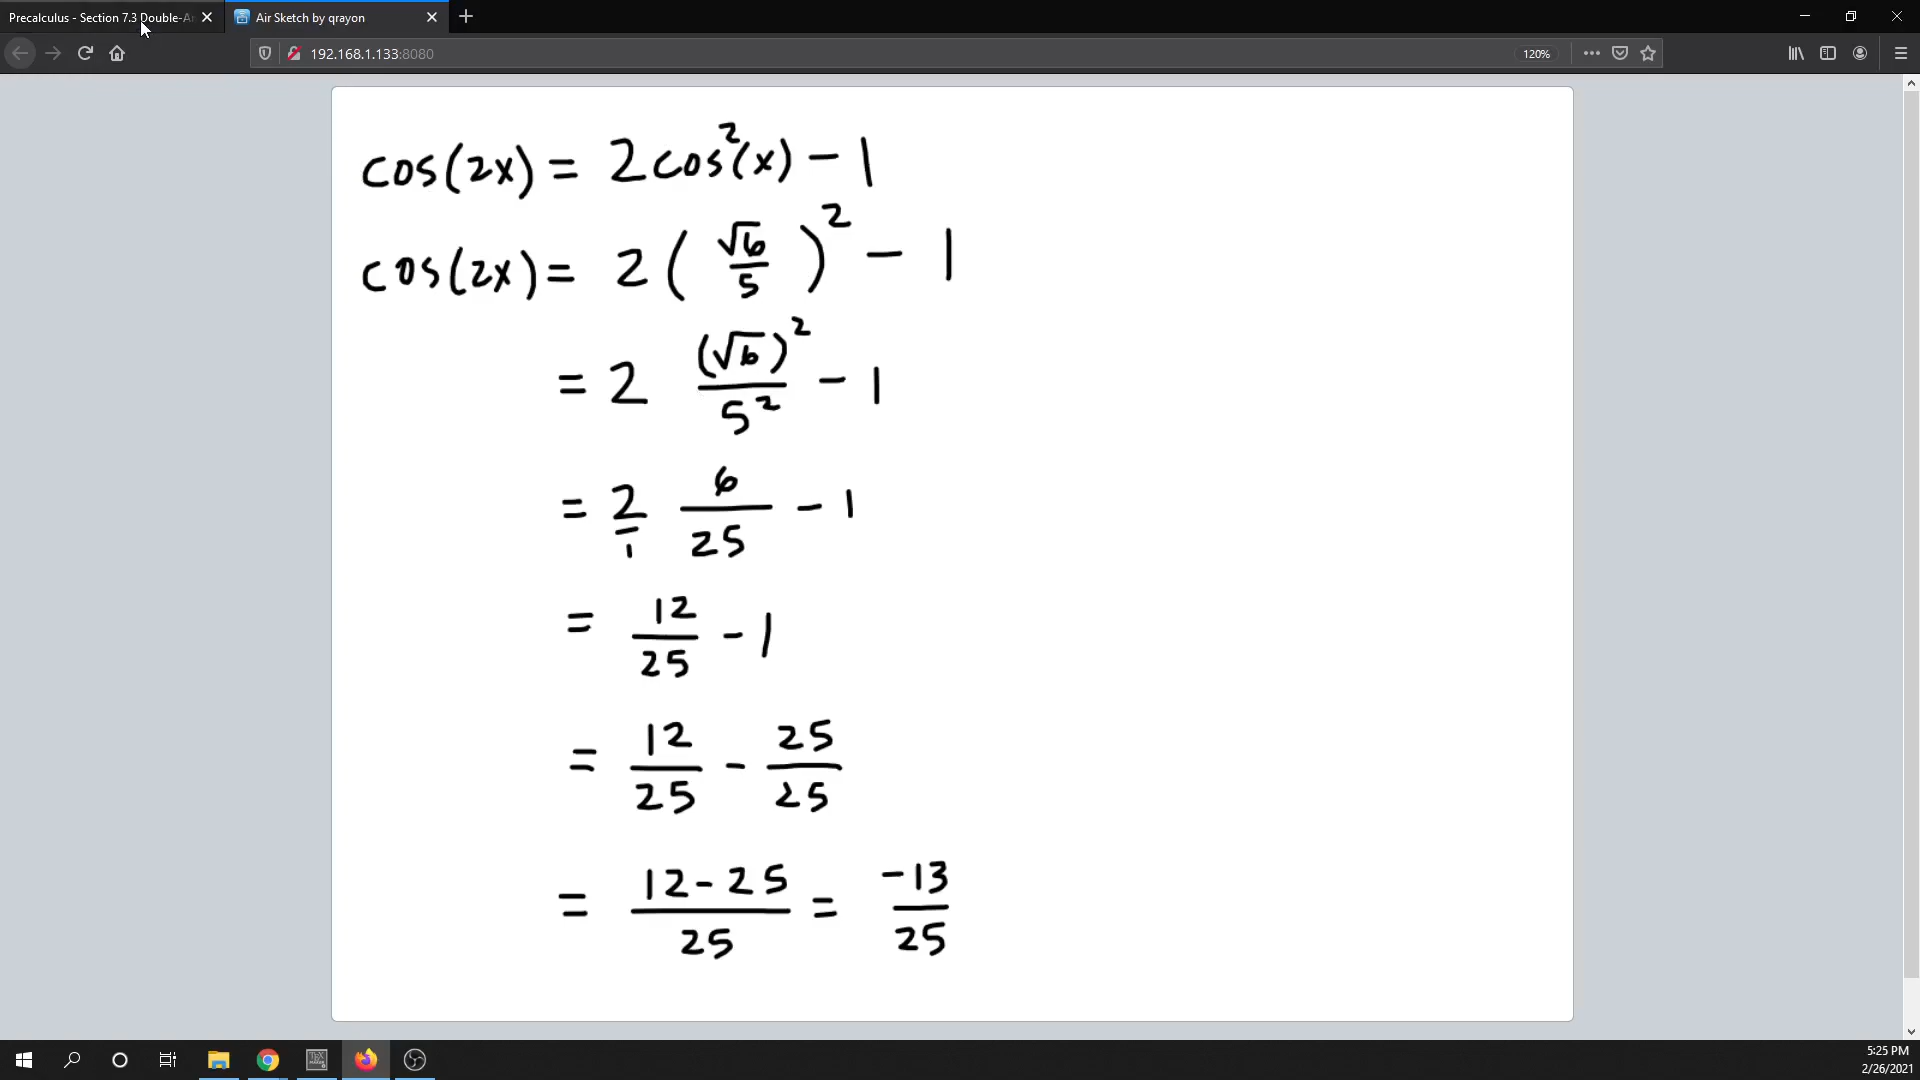 Precalculus - Section 7.3 Double-A
Air Sketch by qrayon
192.168.1.133:8080
120%
cos(2x) = 2cos²(x) - 1
cos(2x) = 2(√6/5)² - 1
= 2 (√6)²/5² - 1
= 2/1 6/25 - 1
= 12/25 - 1
= 12/25 - 25/25
= 12-25/25 = -13/25
5:25 PM
2/26/2021